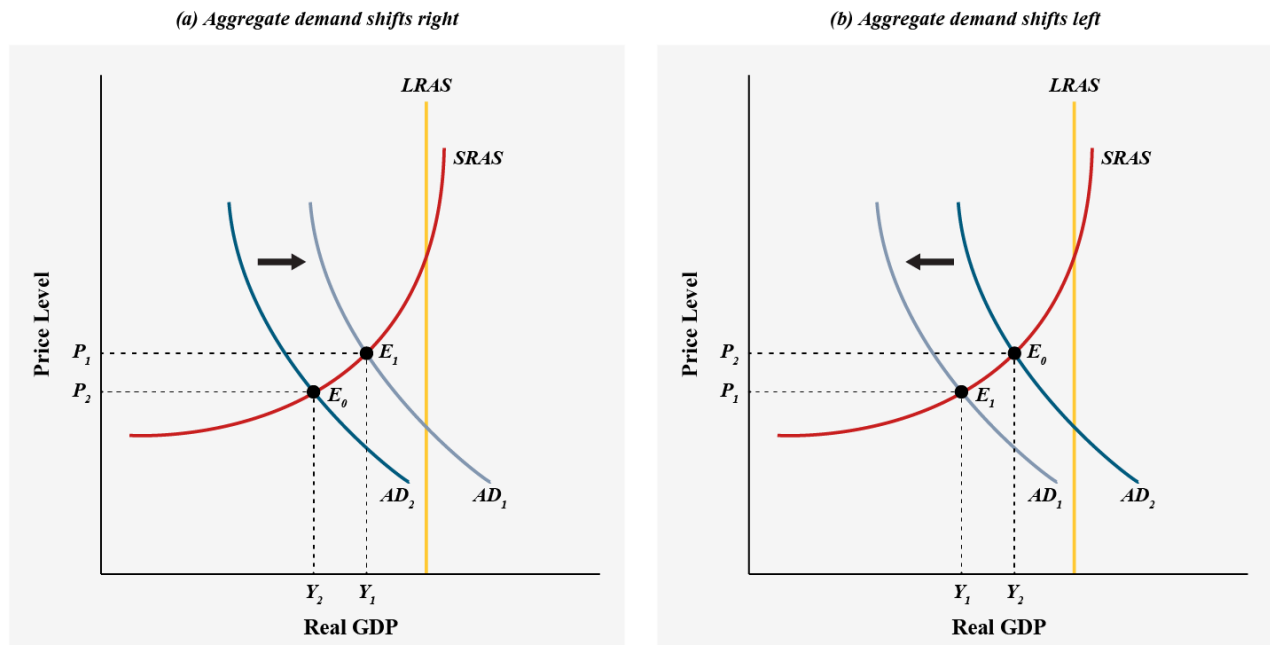 (a) Aggregate demand shifts right
LRAS
SRAS
Price Level
P₁
E₁
P₂
E₀
AD₂
AD₁
Y₂ Y₁
Real GDP
(b) Aggregate demand shifts left
LRAS
SRAS
Price Level
P₂
E₀
P₁
E₁
AD₁
AD₂
Y₁ Y₂
Real GDP